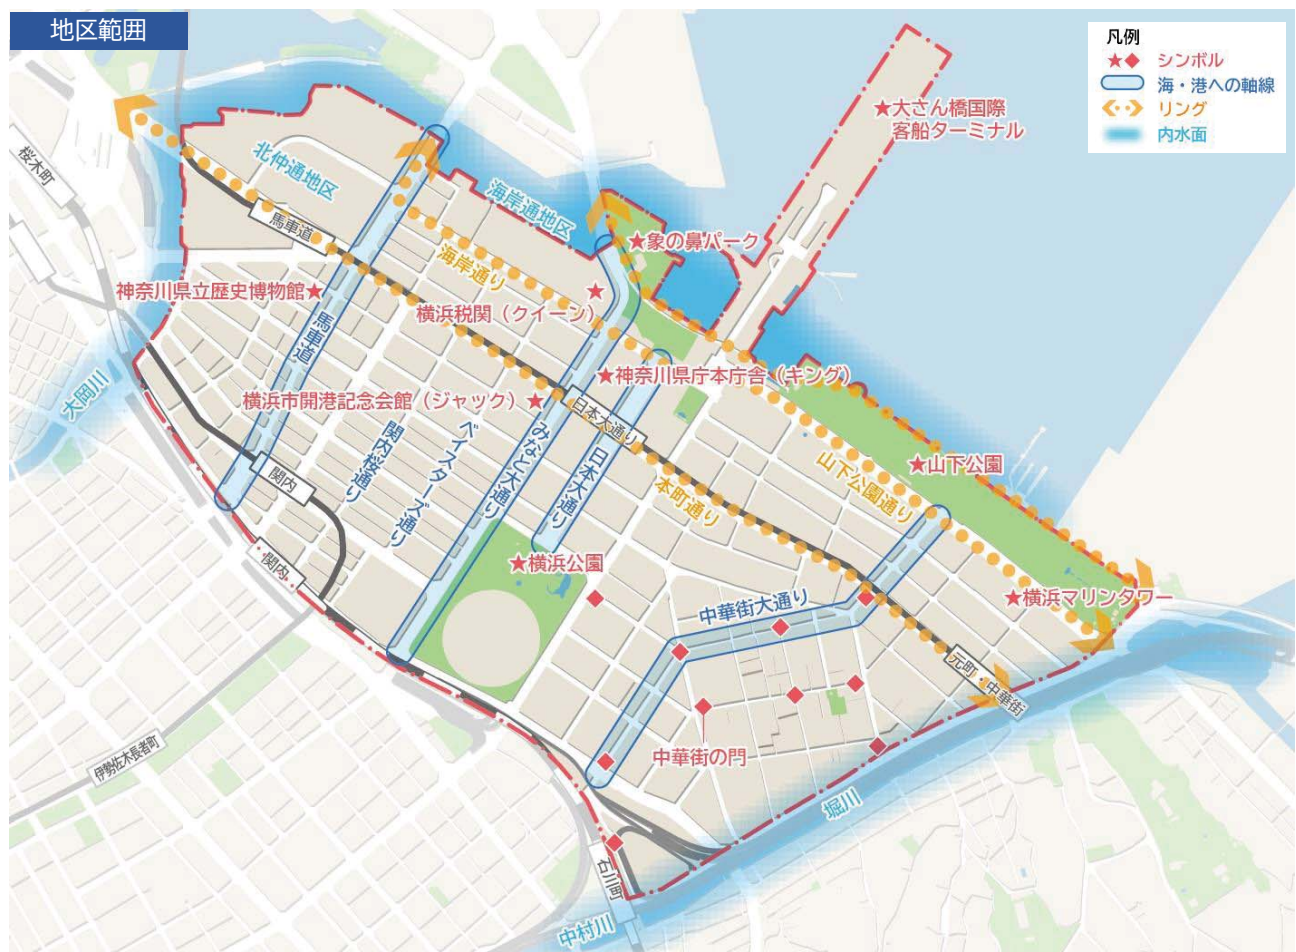 地区範囲
凡例
★◆ シンボル
海・港への軸線
リング
内水面
★大さん橋国際
客船ターミナル
桜木町
北仲通地区
海岸通地区
馬車道
★象の鼻パーク
海岸通り
神奈川県立歴史博物館★
横浜税関（クイーン）
馬車道
★神奈川県庁本庁舎（キング）
大岡川
横浜市開港記念会館（ジャック）★
日本大通り
関内桜通り
ベイスターズ通り
みなと大通り
日本大通り
本町通り
山下公園通り
★山下公園
関内
関内
★横浜公園
中華街大通り
★横浜マリンタワー
元町・中華街
伊勢佐木長者町
中華街の門
堀川
石川町
中村川